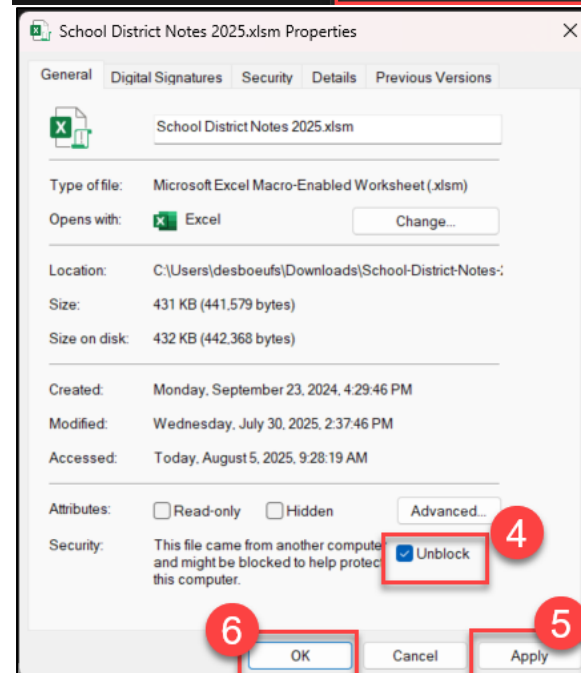 School District Notes 2025.xlsm Properties
General Digital Signatures Security Details Previous Versions
School District Notes 2025.xlsm
Type of file: Microsoft Excel Macro-Enabled Worksheet (.xlsm)
Opens with: Excel Change...
Location: C:\Users\desboeufs\Downloads\School-District-Notes-
Size: 431 KB (441,579 bytes)
Size on disk: 432 KB (442,368 bytes)
Created: Monday, September 23, 2024, 4:29:46 PM
Modified: Wednesday, July 30, 2025, 2:37:46 PM
Accessed: Today, August 5, 2025, 9:28:19 AM
Attributes: Read-only Hidden Advanced...
4
Security: This file came from another compute Unblock
and might be blocked to help protec
this computer.
6 5
OK Cancel Apply